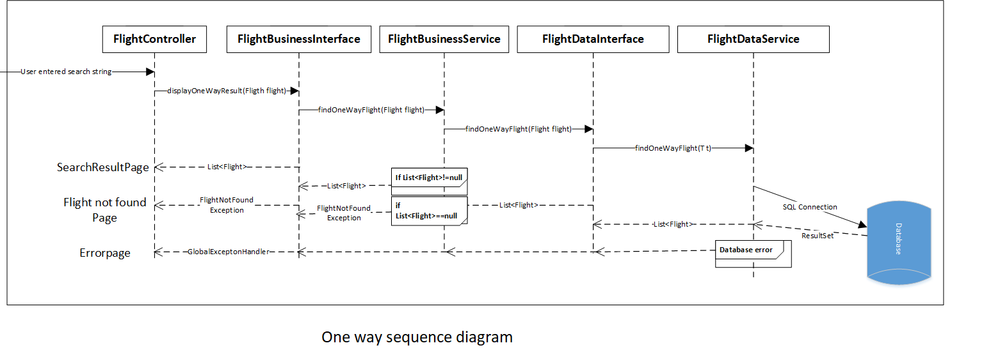 FlightController
FlightBusinessInterface
FlightBusinessService
FlightDataInterface
FlightDataService
User entered search string
displayOneWayResult(Fligth flight)
findOneWayFlight(Flight flight)
findOneWayFlight(Flight flight)
findOneWayFlight(T t)
SearchResultPage
List<Flight>
If List<Flight>!=null
List<Flight>
Flight not found
Page
FlightNotFound
Exception
FlightNotFound
Exception
if
List<Flight>==null
List<Flight>
SQL Connection
List<Flight>
ResultSet
Database
Errorpage
GlobalExceptonHandler
Database error
One way sequence diagram